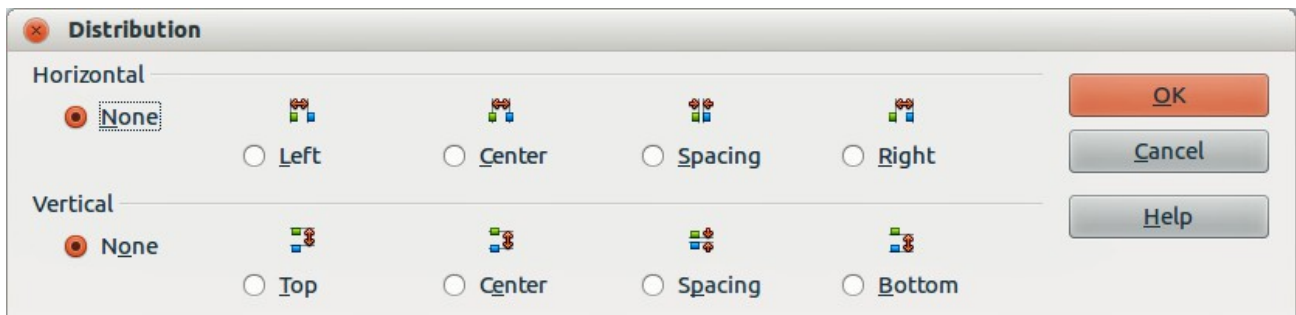 Distribution
Horizontal
None
Left
Center
Spacing
Right
Vertical
None
Top
Center
Spacing
Bottom
OK
Cancel
Help